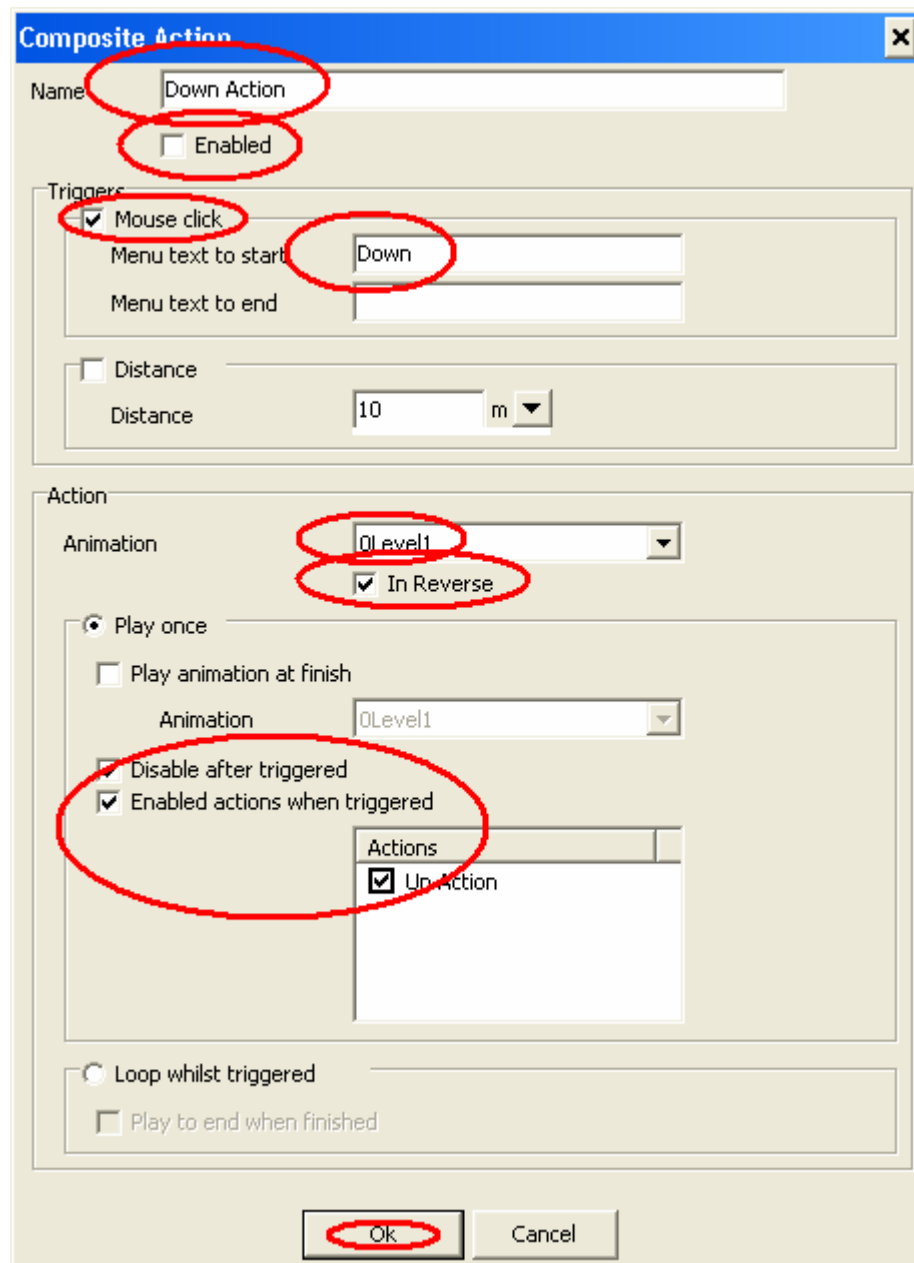 Composite Action
Name Down Action
Enabled
Triggers
Mouse click
Menu text to start Down
Menu text to end
Distance
Distance 10 m
Action
Animation 0Level1
In Reverse
Play once
Play animation at finish
Animation 0Level1
Disable after triggered
Enabled actions when triggered
Actions
Up Action
Loop whilst triggered
Play to end when finished
Ok Cancel